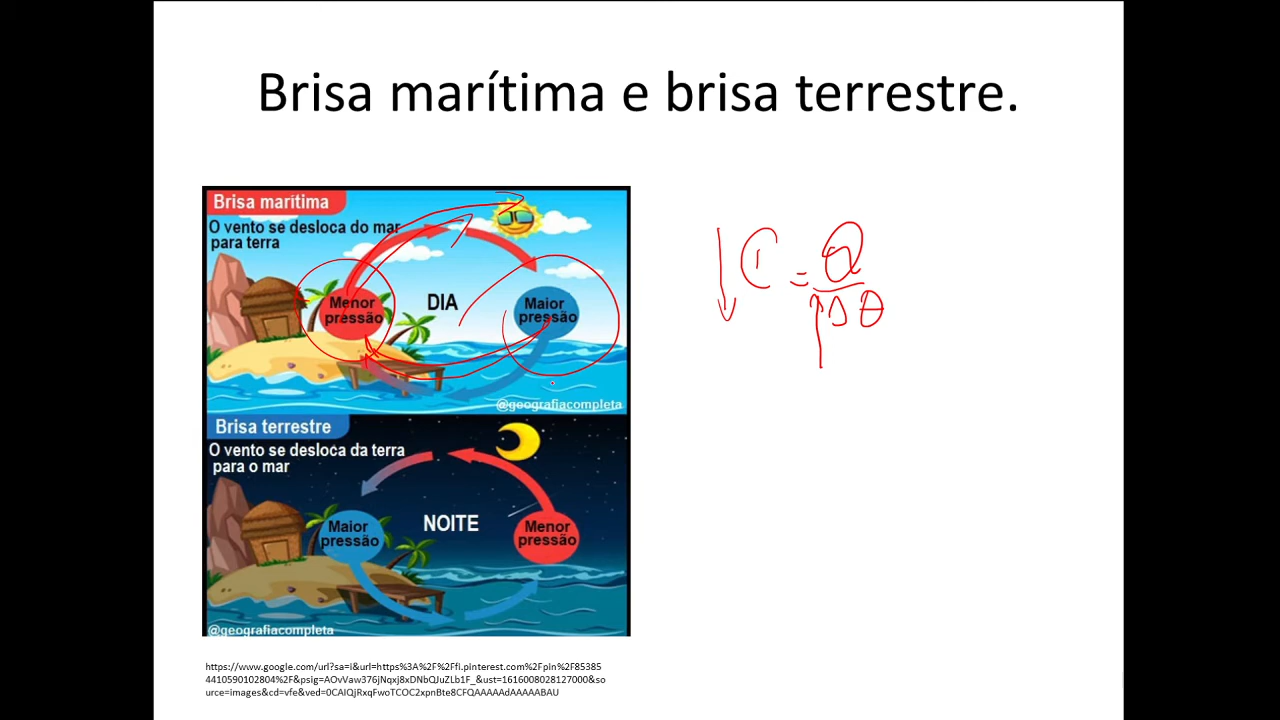 Brisa marítima e brisa terrestre.
Brisa marítima
O vento se desloca do mar
para terra
Menor
pressão
DIA
Maior
pressão
@geografiacompleta
Brisa terrestre
O vento se desloca da terra
para o mar
Maior
pressão
NOITE
Menor
pressão
@geografiacompleta
C = Q
Δθ
https://www.google.com/url?sa=i&url=https%3A%2F%2Ffi.pinterest.com%2Fpin%2F85385
4410590102804%2F&psig=AOvVaw376jNqxj8xDNbQJuZLb1F_&ust=1616008028127000&so
urce=images&cd=vfe&ved=0CAIQjRxqFwoTCOC2xpnBte8CFQAAAAAdAAAAABAU